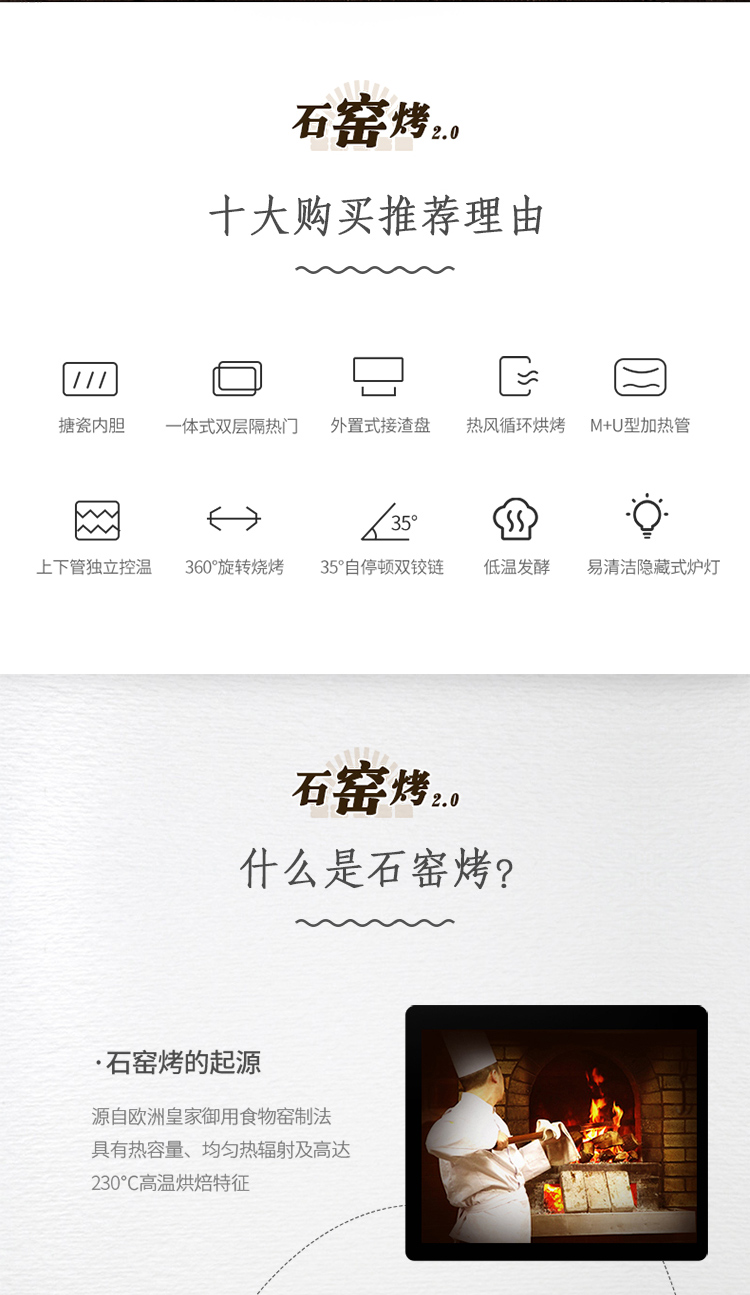 石窑烤2.0
十大购买推荐理由
搪瓷内胆 一体式双层隔热门 外置式接渣盘 热风循环烘烤 M+U型加热管
35°
上下管独立控温 360°旋转烧烤 35°自停顿双铰链 低温发酵 易清洁隐藏式炉灯
石窑烤2.0
什么是石窑烤?
·石窑烤的起源
源自欧洲皇家御用食物窑制法
具有热容量、均匀热辐射及高达
230℃高温烘焙特征